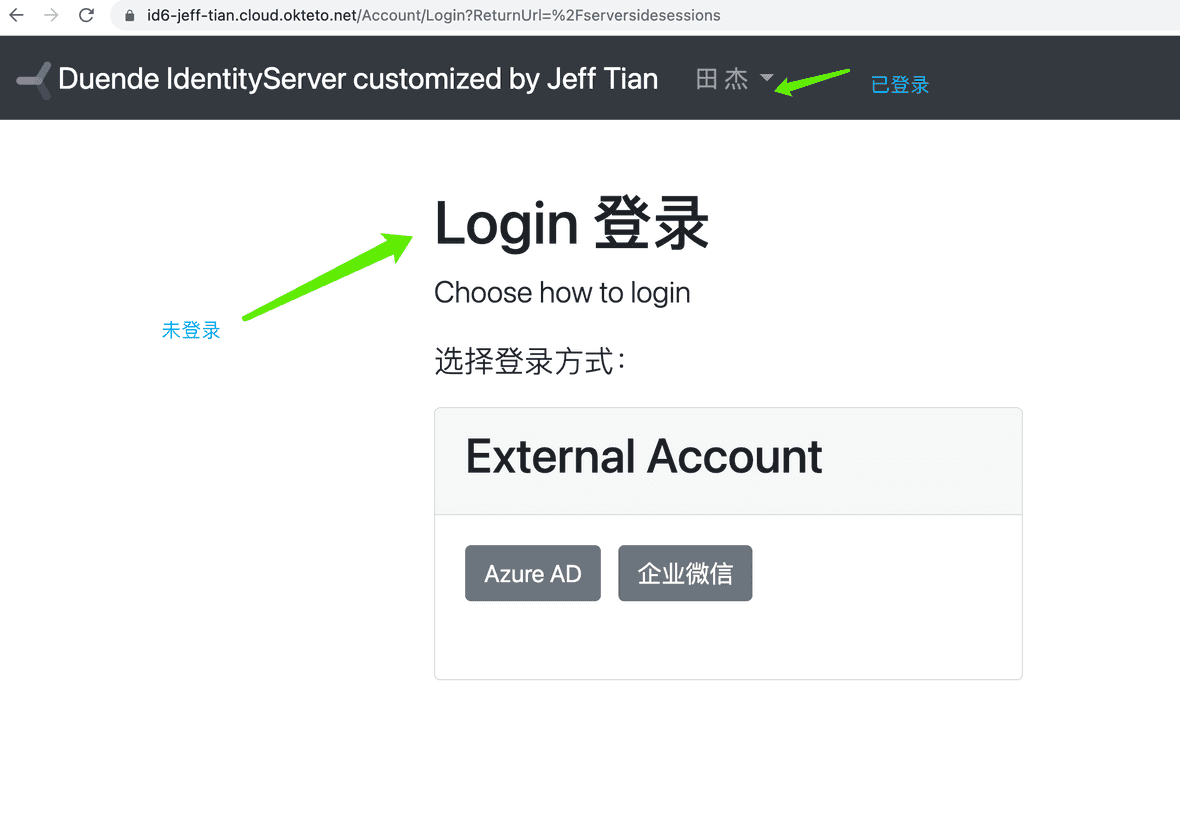 id6-jeff-tian.cloud.okteto.net/Account/Login?ReturnUrl=%2Fserversidesessions
Duende IdentityServer customized by Jeff Tian 田 杰 已登录
Login 登录
Choose how to login
未登录
选择登录方式：
External Account
Azure AD 企业微信